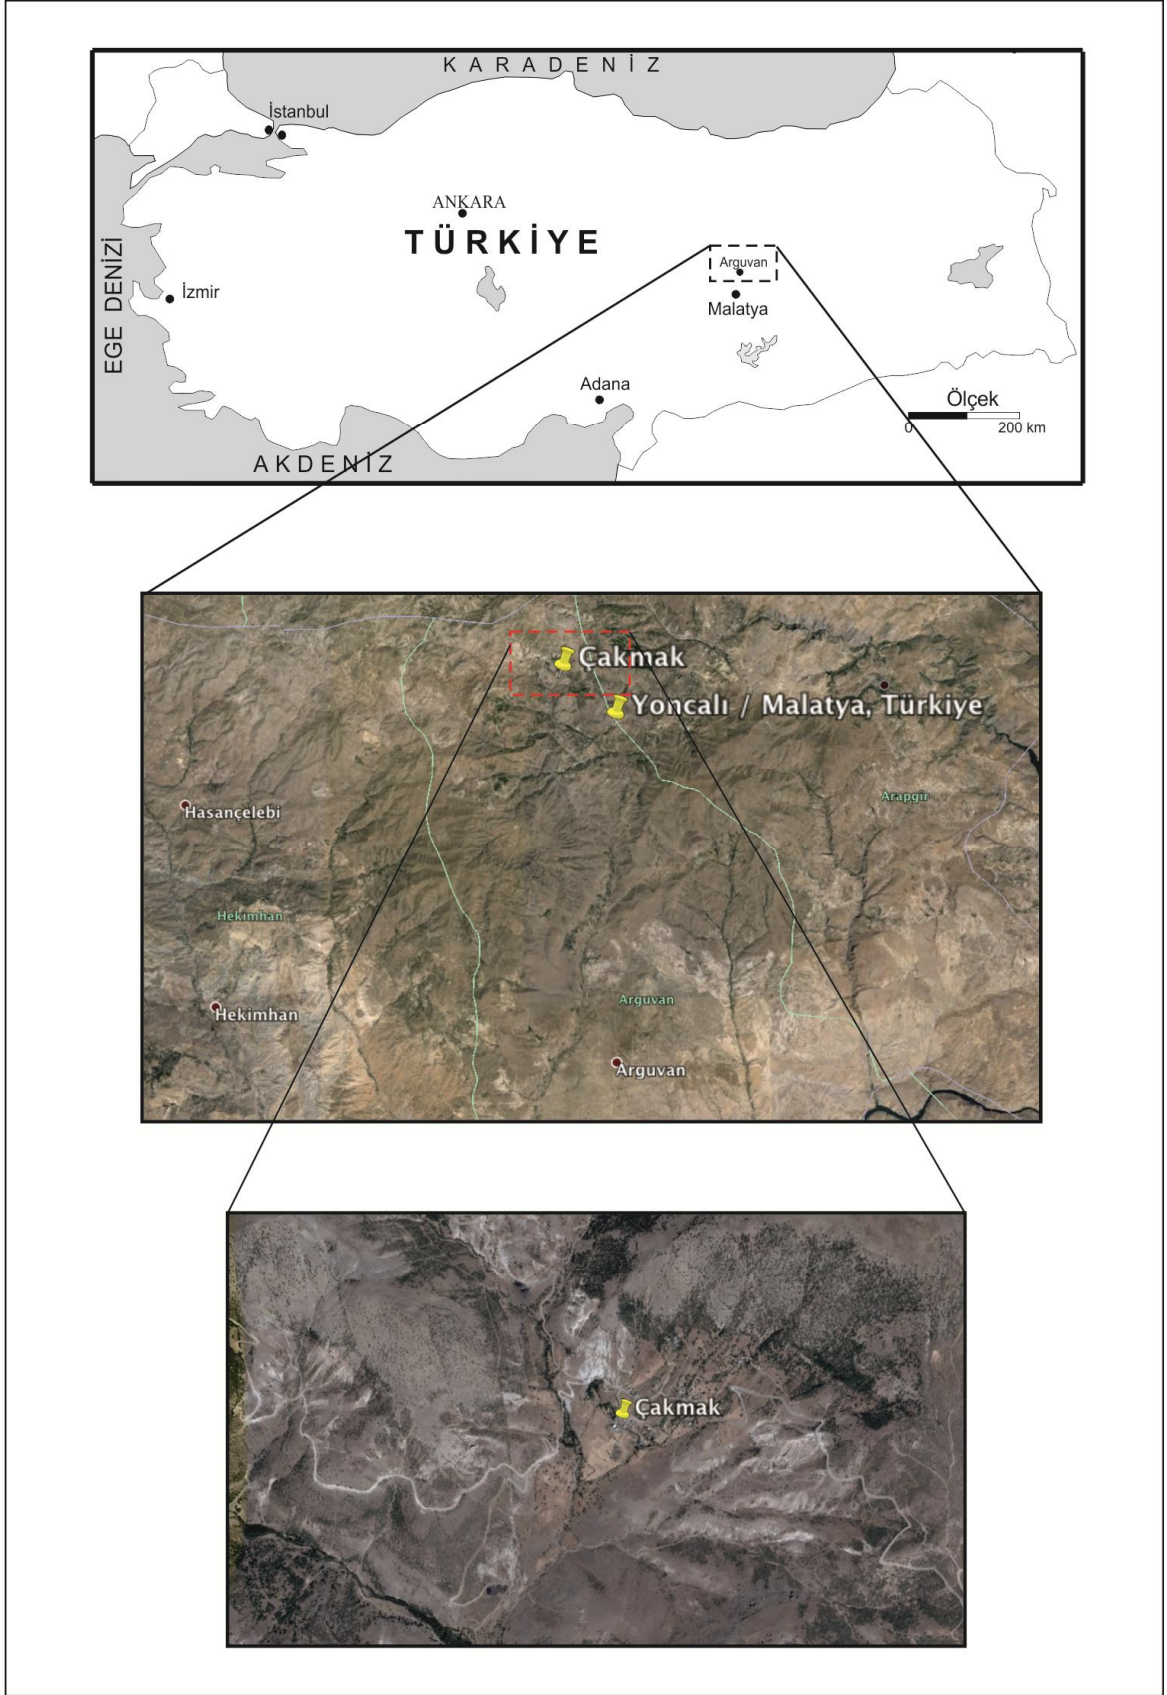 KARADENİZ
İstanbul
ANKARA
TÜRKİYE
EGE DENİZİ
İzmir
Arguvan
Malatya
Adana
Ölçek
0 200 km
AKDENİZ
Çakmak
Yoncalı / Malatya, Türkiye
Arapgir
Hasançelebi
Hekimhan
Arguvan
Hekimhan
Arguvan
Çakmak